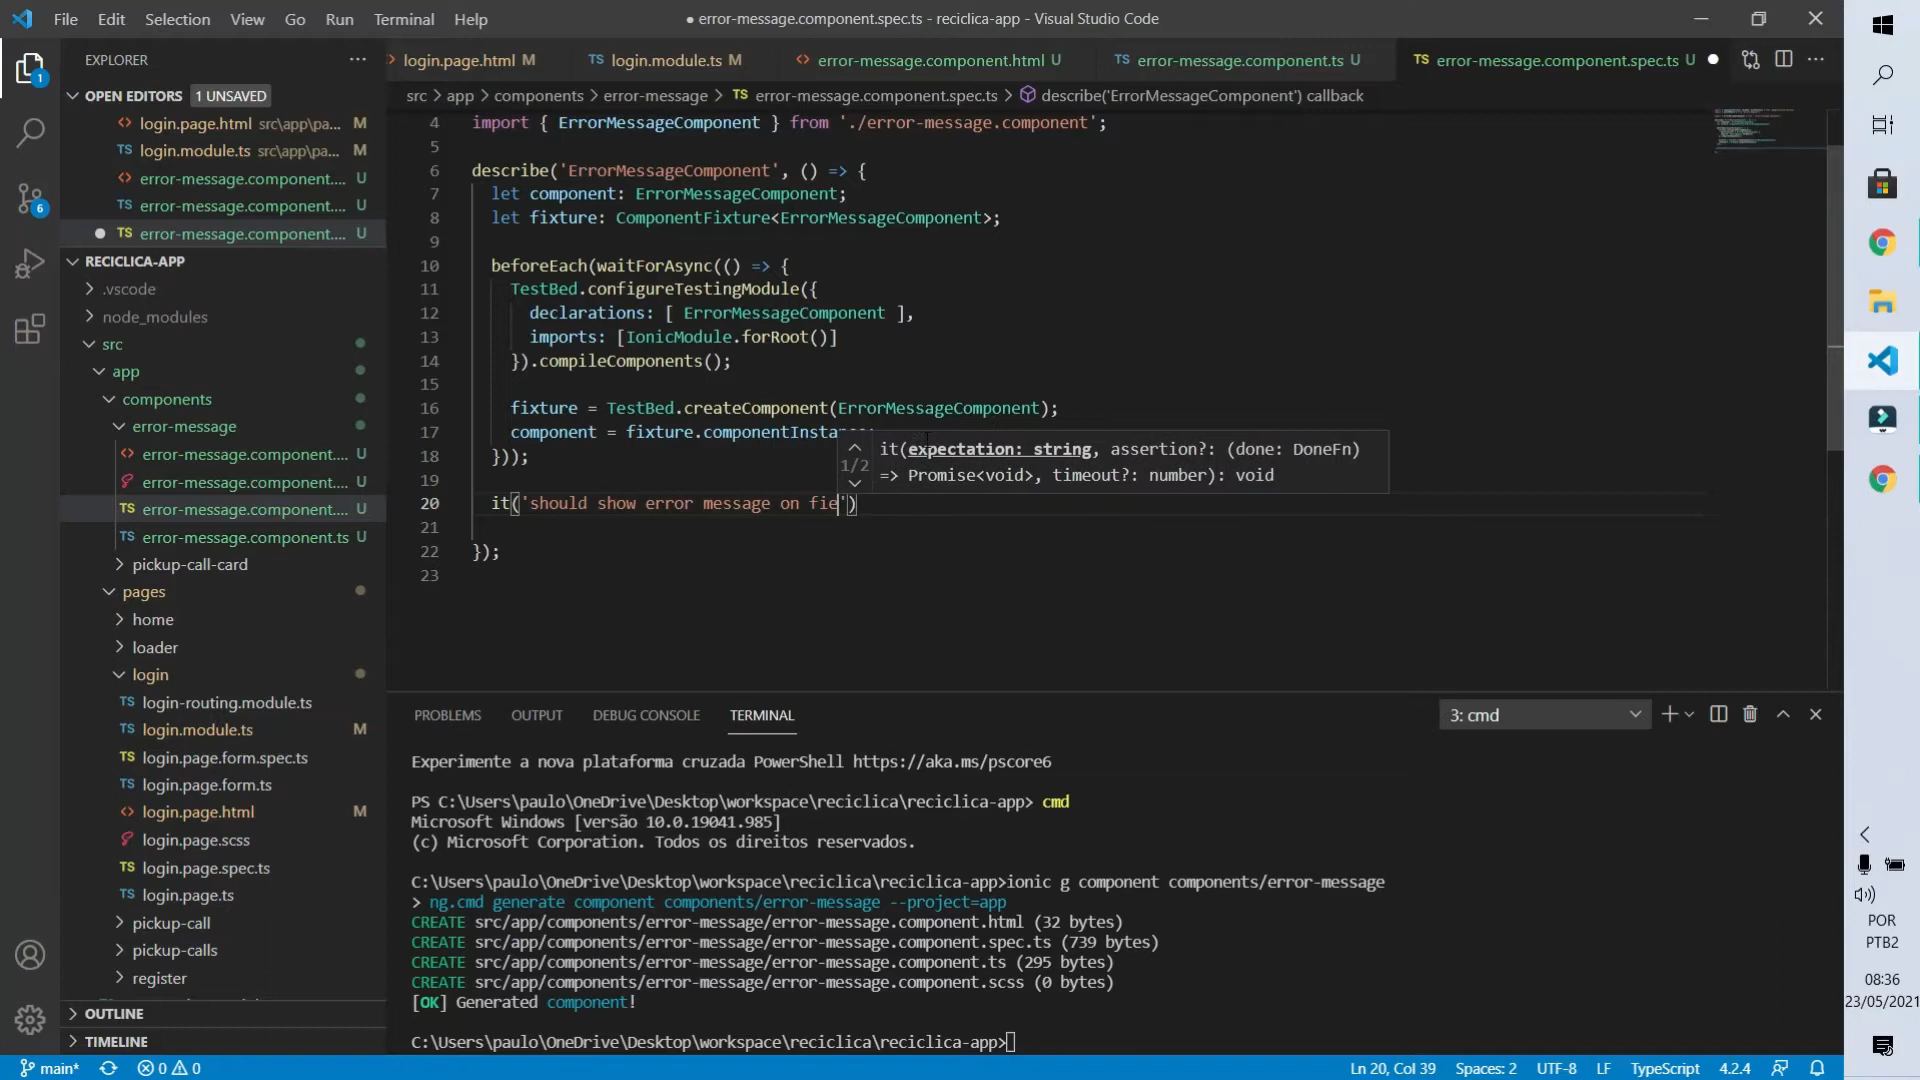 File Edit Selection View Go Run Terminal Help
● error-message.component.spec.ts - reciclica-app - Visual Studio Code
EXPLORER
login.page.html M
TS login.module.ts M
error-message.component.html U
TS error-message.component.ts U
TS error-message.component.spec.ts U
OPEN EDITORS 1 UNSAVED
src > app > components > error-message > TS error-message.component.spec.ts > describe('ErrorMessageComponent') callback
login.page.html src\app\pa... M
TS login.module.ts src\app\pa... M
error-message.component.... U
TS error-message.component.... U
TS error-message.component.... U
RECICLICA-APP
.vscode
node_modules
src
app
components
error-message
error-message.component.... U
error-message.component.... U
TS error-message.component.... U
TS error-message.component.ts U
pickup-call-card
pages
home
loader
login
TS login-routing.module.ts
TS login.module.ts M
TS login.page.form.spec.ts
TS login.page.form.ts
login.page.html M
login.page.scss
TS login.page.spec.ts
TS login.page.ts
pickup-call
pickup-calls
register
OUTLINE
TIMELINE
1
6
4 import { ErrorMessageComponent } from './error-message.component';
5
6 describe('ErrorMessageComponent', () => {
7 let component: ErrorMessageComponent;
8 let fixture: ComponentFixture<ErrorMessageComponent>;
9
10 beforeEach(waitForAsync(() => {
11 TestBed.configureTestingModule({
12 declarations: [ ErrorMessageComponent ],
13 imports: [IonicModule.forRoot()]
14 }).compileComponents();
15
16 fixture = TestBed.createComponent(ErrorMessageComponent);
17 component = fixture.componentInstance;
18 }));
19
20 it('should show error message on fie')
21
22 });
23
it(expectation: string, assertion?: (done: DoneFn)
1/2
=> Promise<void>, timeout?: number): void
PROBLEMS OUTPUT DEBUG CONSOLE TERMINAL
3: cmd
Experimente a nova plataforma cruzada PowerShell https://aka.ms/pscore6
PS C:\Users\paulo\OneDrive\Desktop\workspace\reciclica\reciclica-app> cmd
Microsoft Windows [versão 10.0.19041.985]
(c) Microsoft Corporation. Todos os direitos reservados.
C:\Users\paulo\OneDrive\Desktop\workspace\reciclica\reciclica-app>ionic g component components/error-message
> ng.cmd generate component components/error-message --project=app
CREATE src/app/components/error-message/error-message.component.html (32 bytes)
CREATE src/app/components/error-message/error-message.component.spec.ts (739 bytes)
CREATE src/app/components/error-message/error-message.component.ts (295 bytes)
CREATE src/app/components/error-message/error-message.component.scss (0 bytes)
[OK] Generated component!
C:\Users\paulo\OneDrive\Desktop\workspace\reciclica\reciclica-app>
main* 0 0
Ln 20, Col 39 Spaces: 2 UTF-8 LF TypeScript 4.2.4
POR
PTB2
08:36
23/05/2021